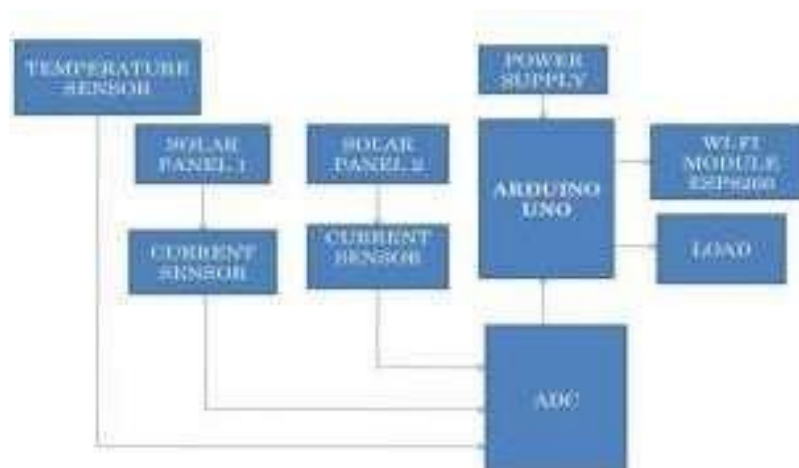 TEMPERATURE
SENSOR
POWER
SUPPLY
SOLAR
PANEL 1
SOLAR
PANEL 2
ARDUINO
UNO
WI-FI
MODULE
ESP8266
CURRENT
SENSOR
CURRENT
SENSOR
LOAD
ADC